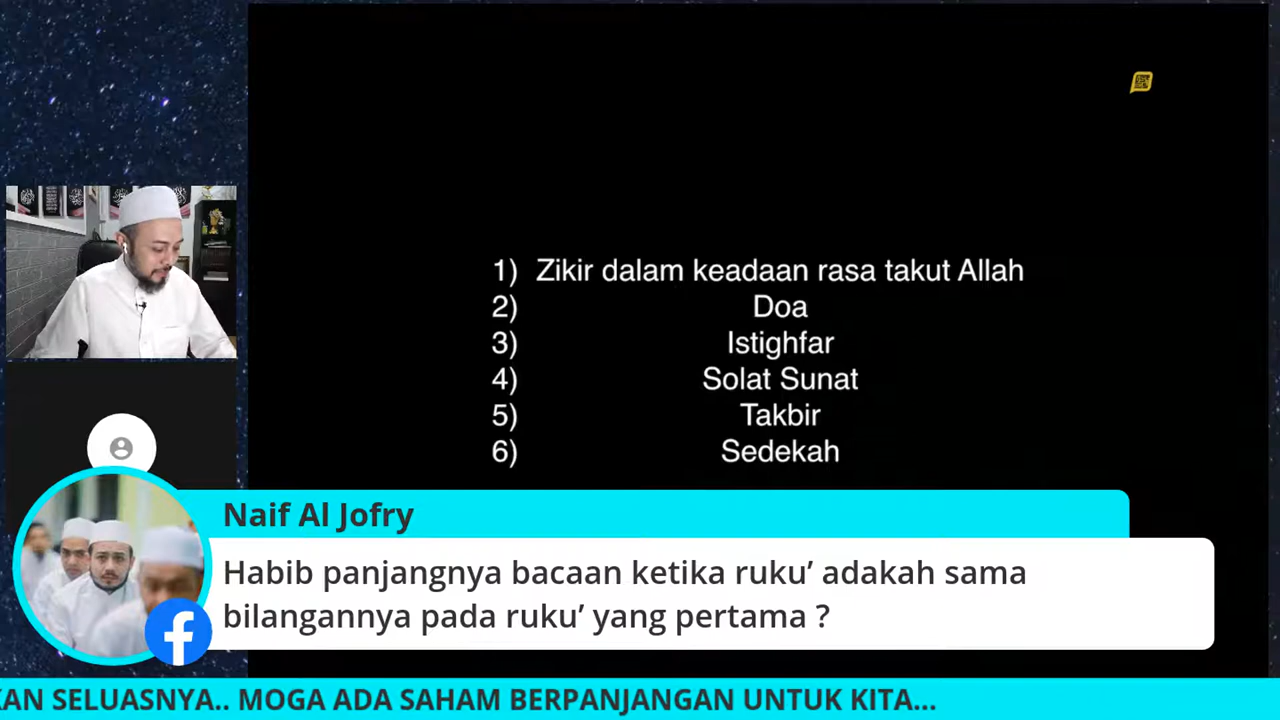 1) Zikir dalam keadaan rasa takut Allah
2) Doa
3) Istighfar
4) Solat Sunat
5) Takbir
6) Sedekah
Naif Al Jofry
Habib panjangnya bacaan ketika ruku’ adakah sama
bilangannya pada ruku’ yang pertama ?
KAN SELUASNYA.. MOGA ADA SAHAM BERPANJANGAN UNTUK KITA...